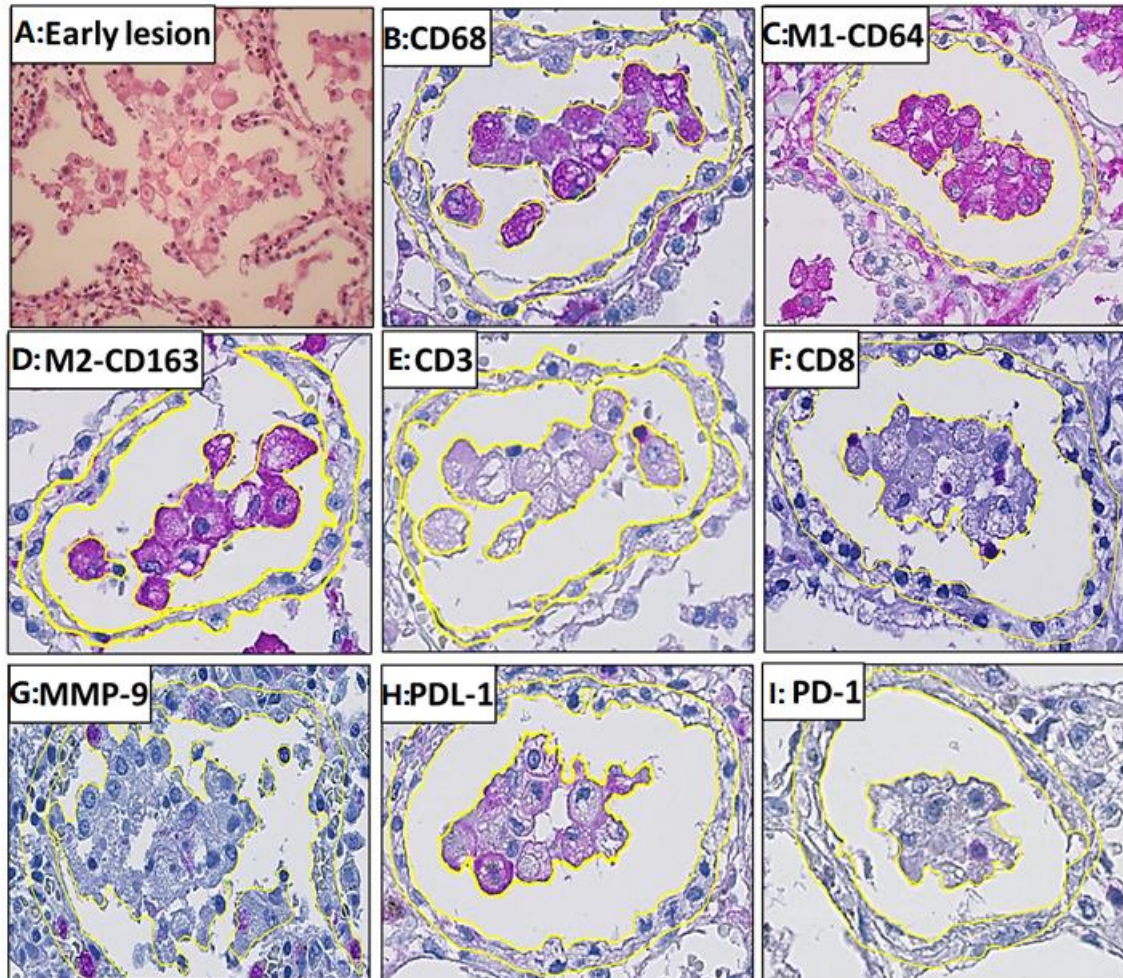 A:Early lesion
B:CD68
C:M1-CD64
D:M2-CD163
E:CD3
F:CD8
G:MMP-9
H:PDL-1
I:PD-1